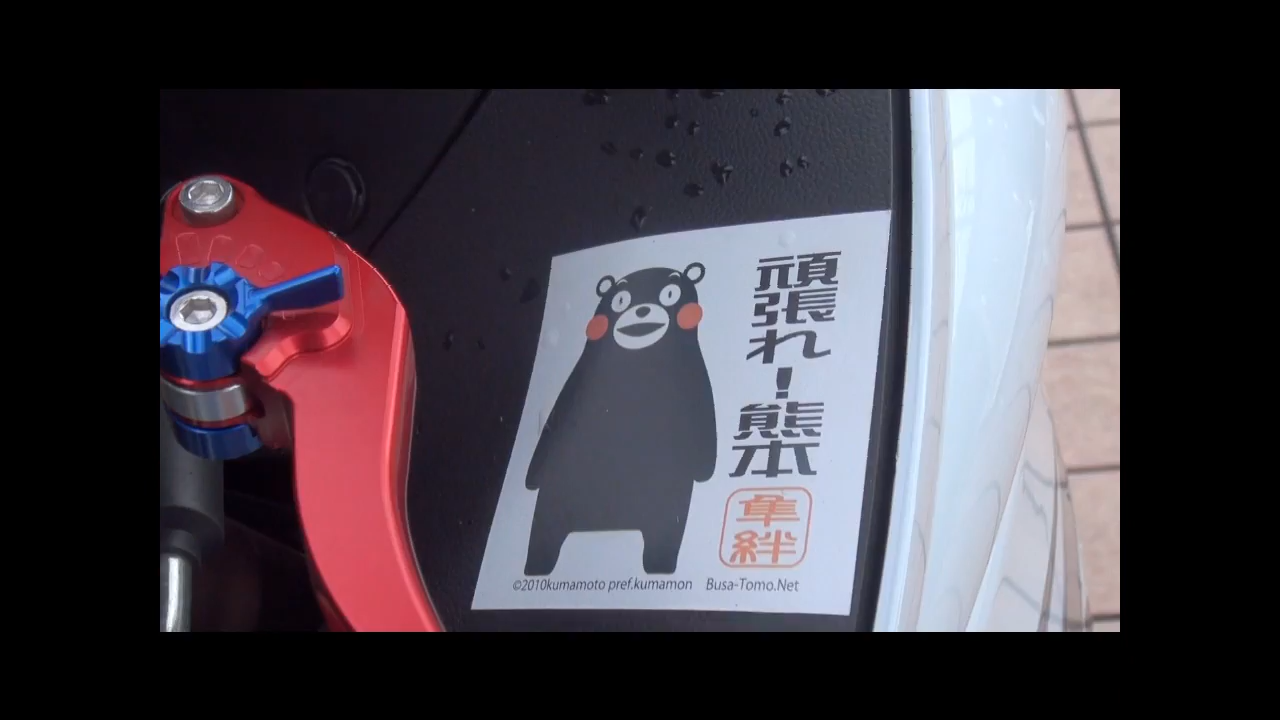 頑張れ！熊本
隼
絆
©2010kumamoto pref.kumamon Busa-Tomo.Net